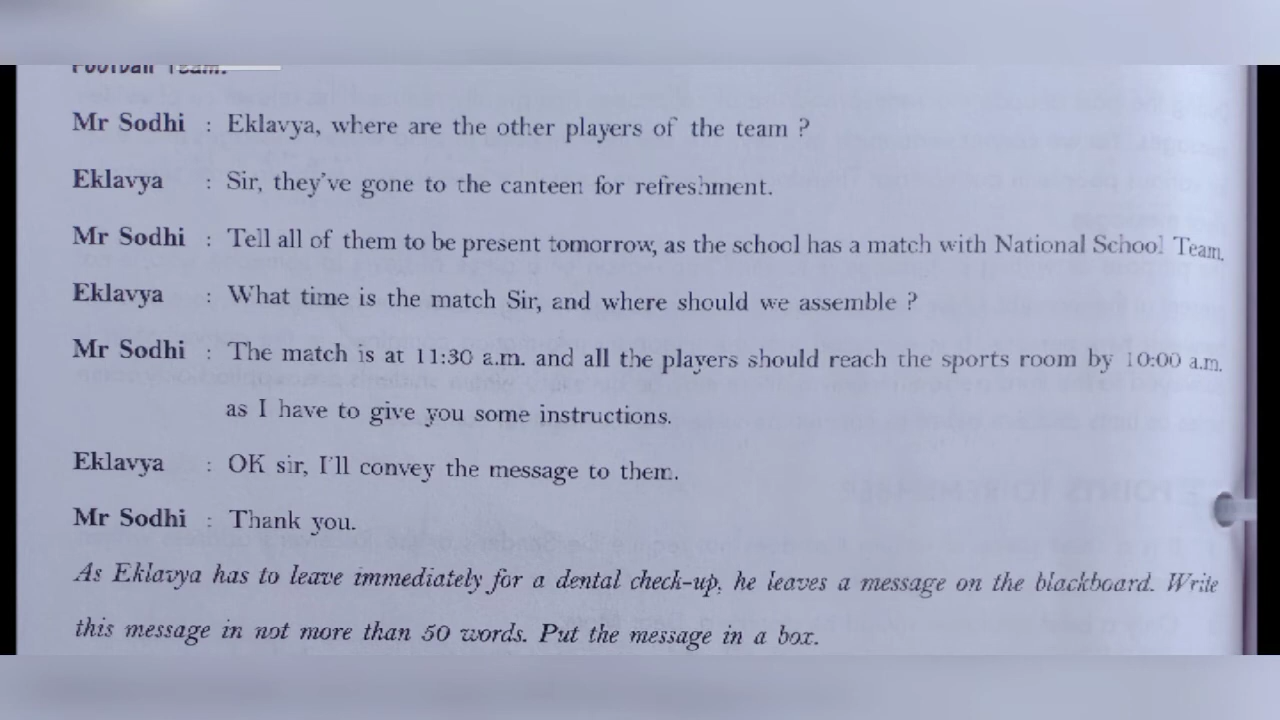 Football Team.
Mr Sodhi : Eklavya, where are the other players of the team ?
Eklavya : Sir, they've gone to the canteen for refreshment.
Mr Sodhi : Tell all of them to be present tomorrow, as the school has a match with National School Team.
Eklavya : What time is the match Sir, and where should we assemble ?
Mr Sodhi : The match is at 11:30 a.m. and all the players should reach the sports room by 10:00 a.m.
as I have to give you some instructions.
Eklavya : OK sir, I'll convey the message to them.
Mr Sodhi : Thank you.
As Eklavya has to leave immediately for a dental check-up, he leaves a message on the blackboard. Write
this message in not more than 50 words. Put the message in a box.